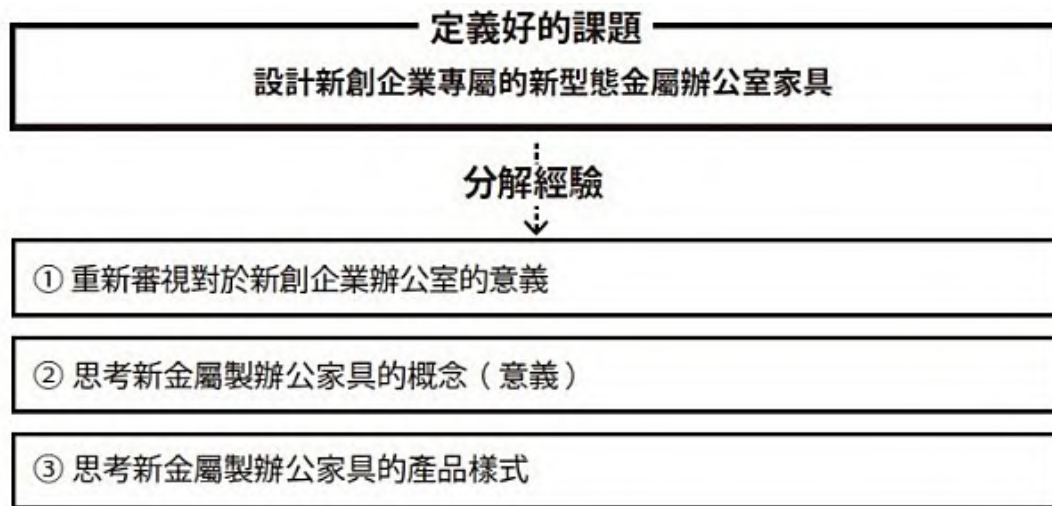 定義好的課題
設計新創企業專屬的新型態金屬辦公室家具
分解經驗
① 重新審視對於新創企業辦公室的意義
② 思考新金屬製辦公家具的概念（意義）
③ 思考新金屬製辦公家具的產品樣式